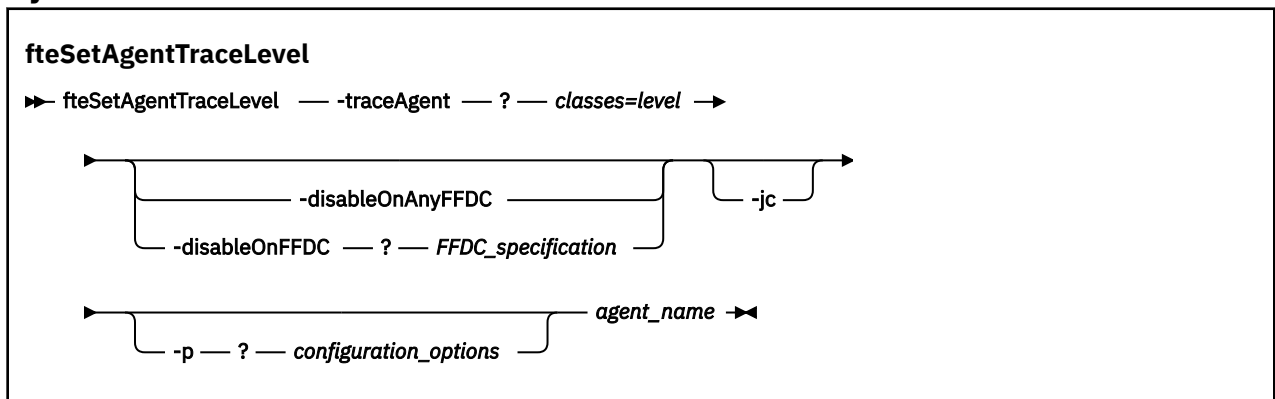 fteSetAgentTraceLevel
fteSetAgentTraceLevel -traceAgent ? classes=level
-disableOnAnyFFDC
-jc
-disableOnFFDC ? FFDC_specification
agent_name
-p ? configuration_options